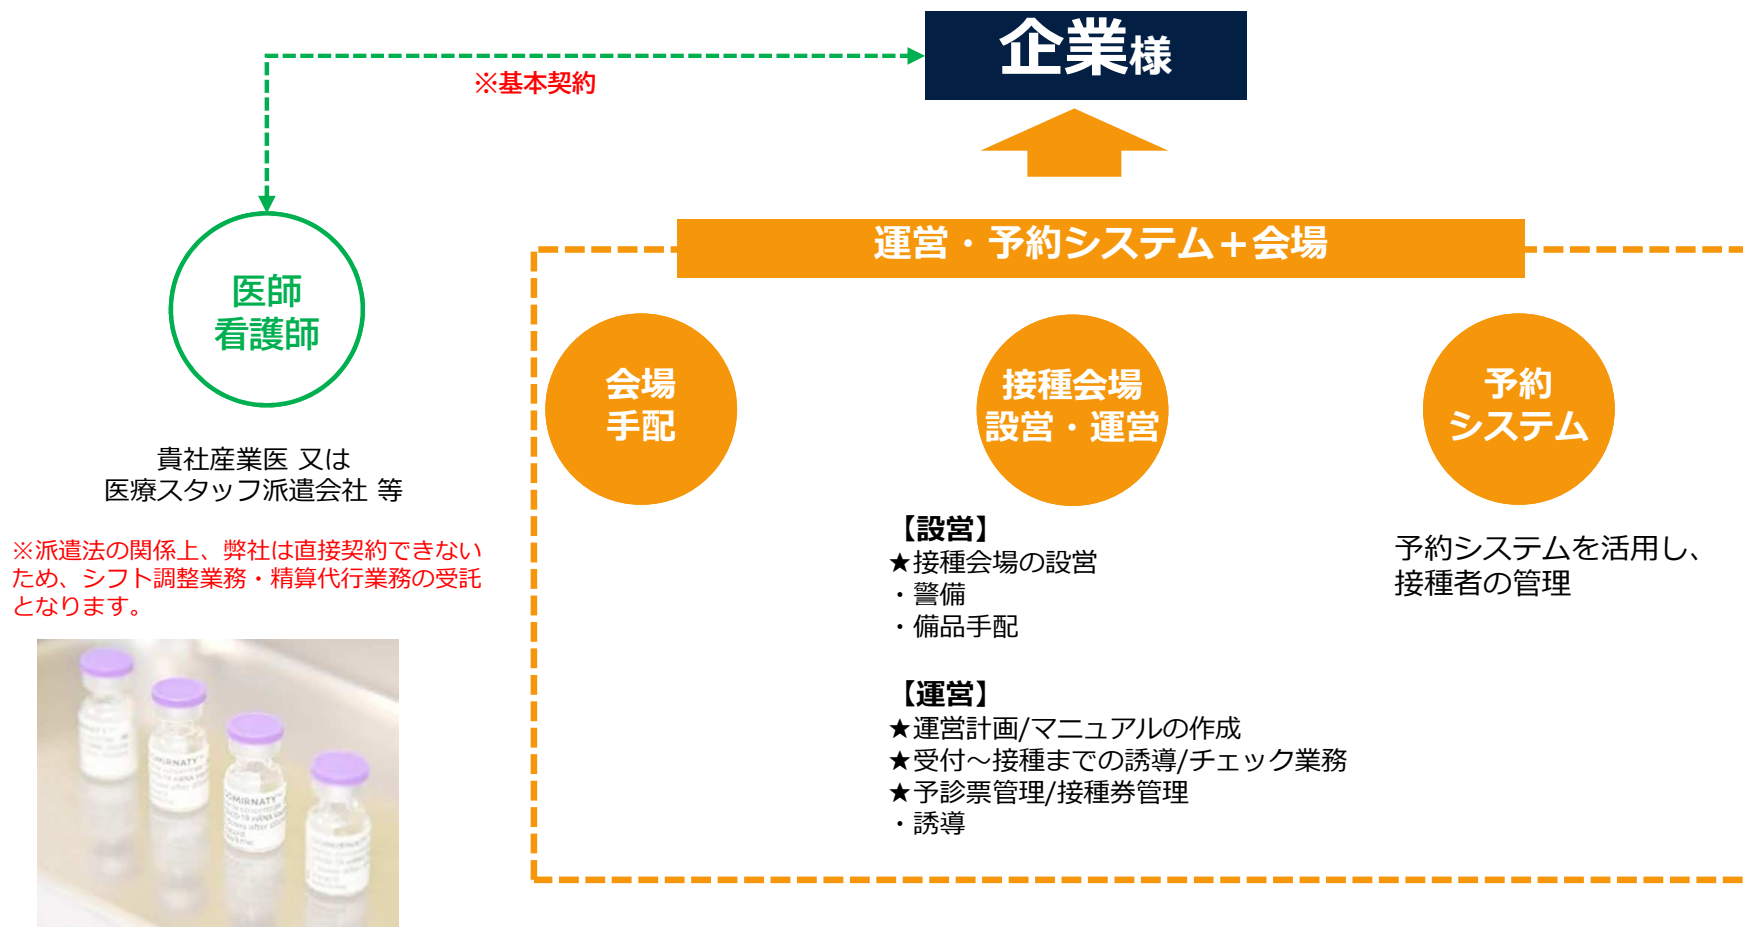 企業様
※基本契約
運営・予約システム＋会場
医師
看護師
会場
手配
接種会場
設営・運営
予約
システム
貴社産業医 又は
医療スタッフ派遣会社 等
※派遣法の関係上、弊社は直接契約できない
ため、シフト調整業務・精算代行業務の受託
となります。
【設営】
★接種会場の設営
・警備
・備品手配
【運営】
★運営計画/マニュアルの作成
★受付～接種までの誘導/チェック業務
★予診票管理/接種券管理
・誘導
予約システムを活用し、
接種者の管理
OMIRNATY